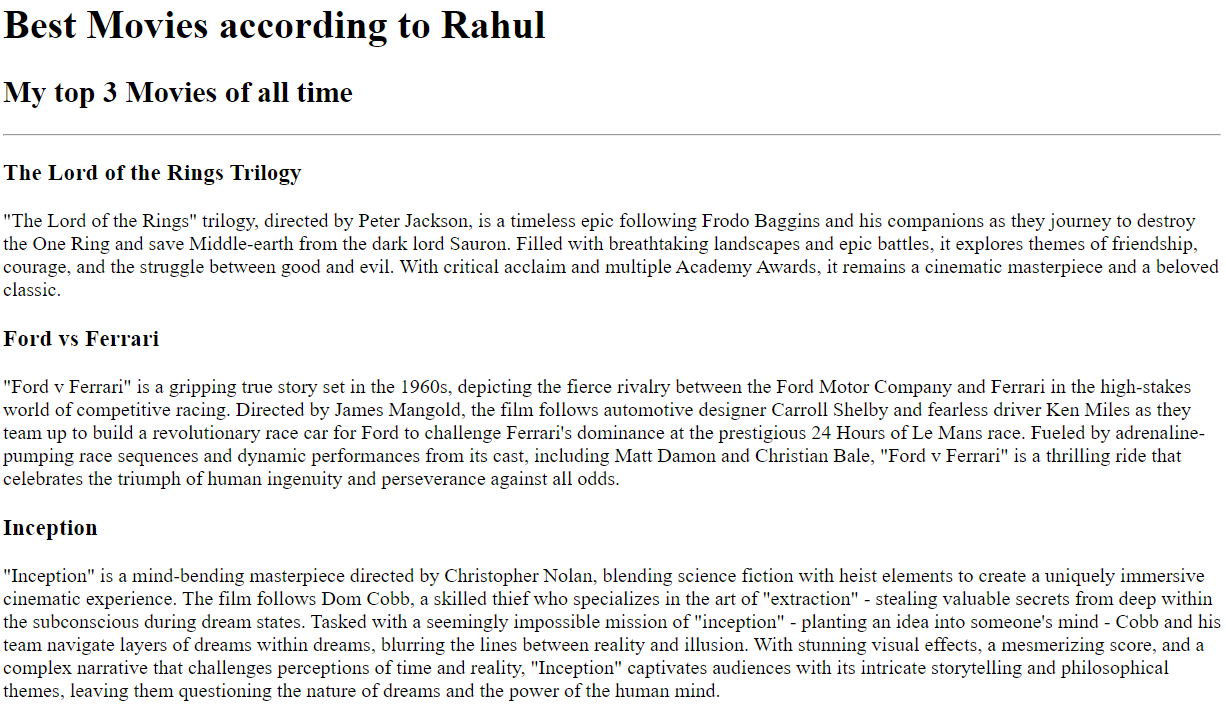 Best Movies according to Rahul
My top 3 Movies of all time
The Lord of the Rings Trilogy
"The Lord of the Rings" trilogy, directed by Peter Jackson, is a timeless epic following Frodo Baggins and his companions as they journey to destroy
the One Ring and save Middle-earth from the dark lord Sauron. Filled with breathtaking landscapes and epic battles, it explores themes of friendship,
courage, and the struggle between good and evil. With critical acclaim and multiple Academy Awards, it remains a cinematic masterpiece and a beloved
classic.
Ford vs Ferrari
"Ford v Ferrari" is a gripping true story set in the 1960s, depicting the fierce rivalry between the Ford Motor Company and Ferrari in the high-stakes
world of competitive racing. Directed by James Mangold, the film follows automotive designer Carroll Shelby and fearless driver Ken Miles as they
team up to build a revolutionary race car for Ford to challenge Ferrari's dominance at the prestigious 24 Hours of Le Mans race. Fueled by adrenaline-
pumping race sequences and dynamic performances from its cast, including Matt Damon and Christian Bale, "Ford v Ferrari" is a thrilling ride that
celebrates the triumph of human ingenuity and perseverance against all odds.
Inception
"Inception" is a mind-bending masterpiece directed by Christopher Nolan, blending science fiction with heist elements to create a uniquely immersive
cinematic experience. The film follows Dom Cobb, a skilled thief who specializes in the art of "extraction" - stealing valuable secrets from deep within
the subconscious during dream states. Tasked with a seemingly impossible mission of "inception" - planting an idea into someone's mind - Cobb and his
team navigate layers of dreams within dreams, blurring the lines between reality and illusion. With stunning visual effects, a mesmerizing score, and a
complex narrative that challenges perceptions of time and reality, "Inception" captivates audiences with its intricate storytelling and philosophical
themes, leaving them questioning the nature of dreams and the power of the human mind.